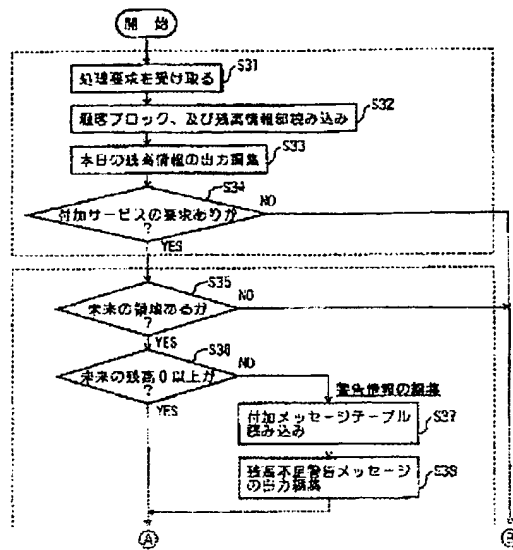 開 始
処理要求を受け取る
S31
顧客ブロック、及び残高情報部読み込み
S32
本日の残高情報の出力編集
S33
付加サービスの要求ありか
?
S34
NO
YES
未来の領域あるか
?
S35
NO
YES
未来の残高0以上か
?
S36
NO
YES
警告情報の編集
付加メッセージテーブル
読み込み
S37
残高不足警告メッセージ
の出力編集
S38
A
B